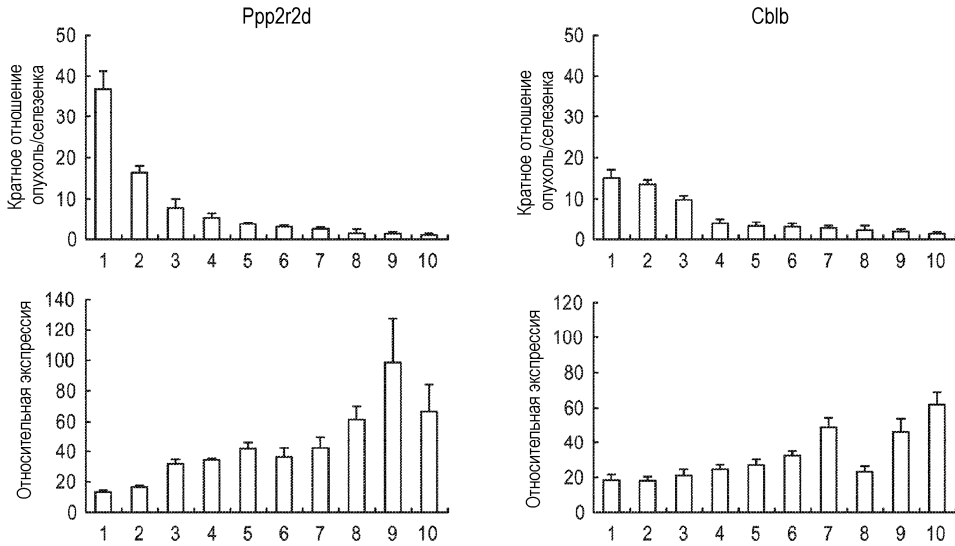 Ppp2r2d
Кратное отношение
опухоль/селезенка
50
40
30
20
10
0
1 2 3 4 5 6 7 8 9 10
Cblb
Кратное отношение
опухоль/селезенка
50
40
30
20
10
0
1 2 3 4 5 6 7 8 9 10
Относительная экспрессия
140
120
100
80
60
40
20
0
1 2 3 4 5 6 7 8 9 10
Относительная экспрессия
120
100
80
60
40
20
0
1 2 3 4 5 6 7 8 9 10